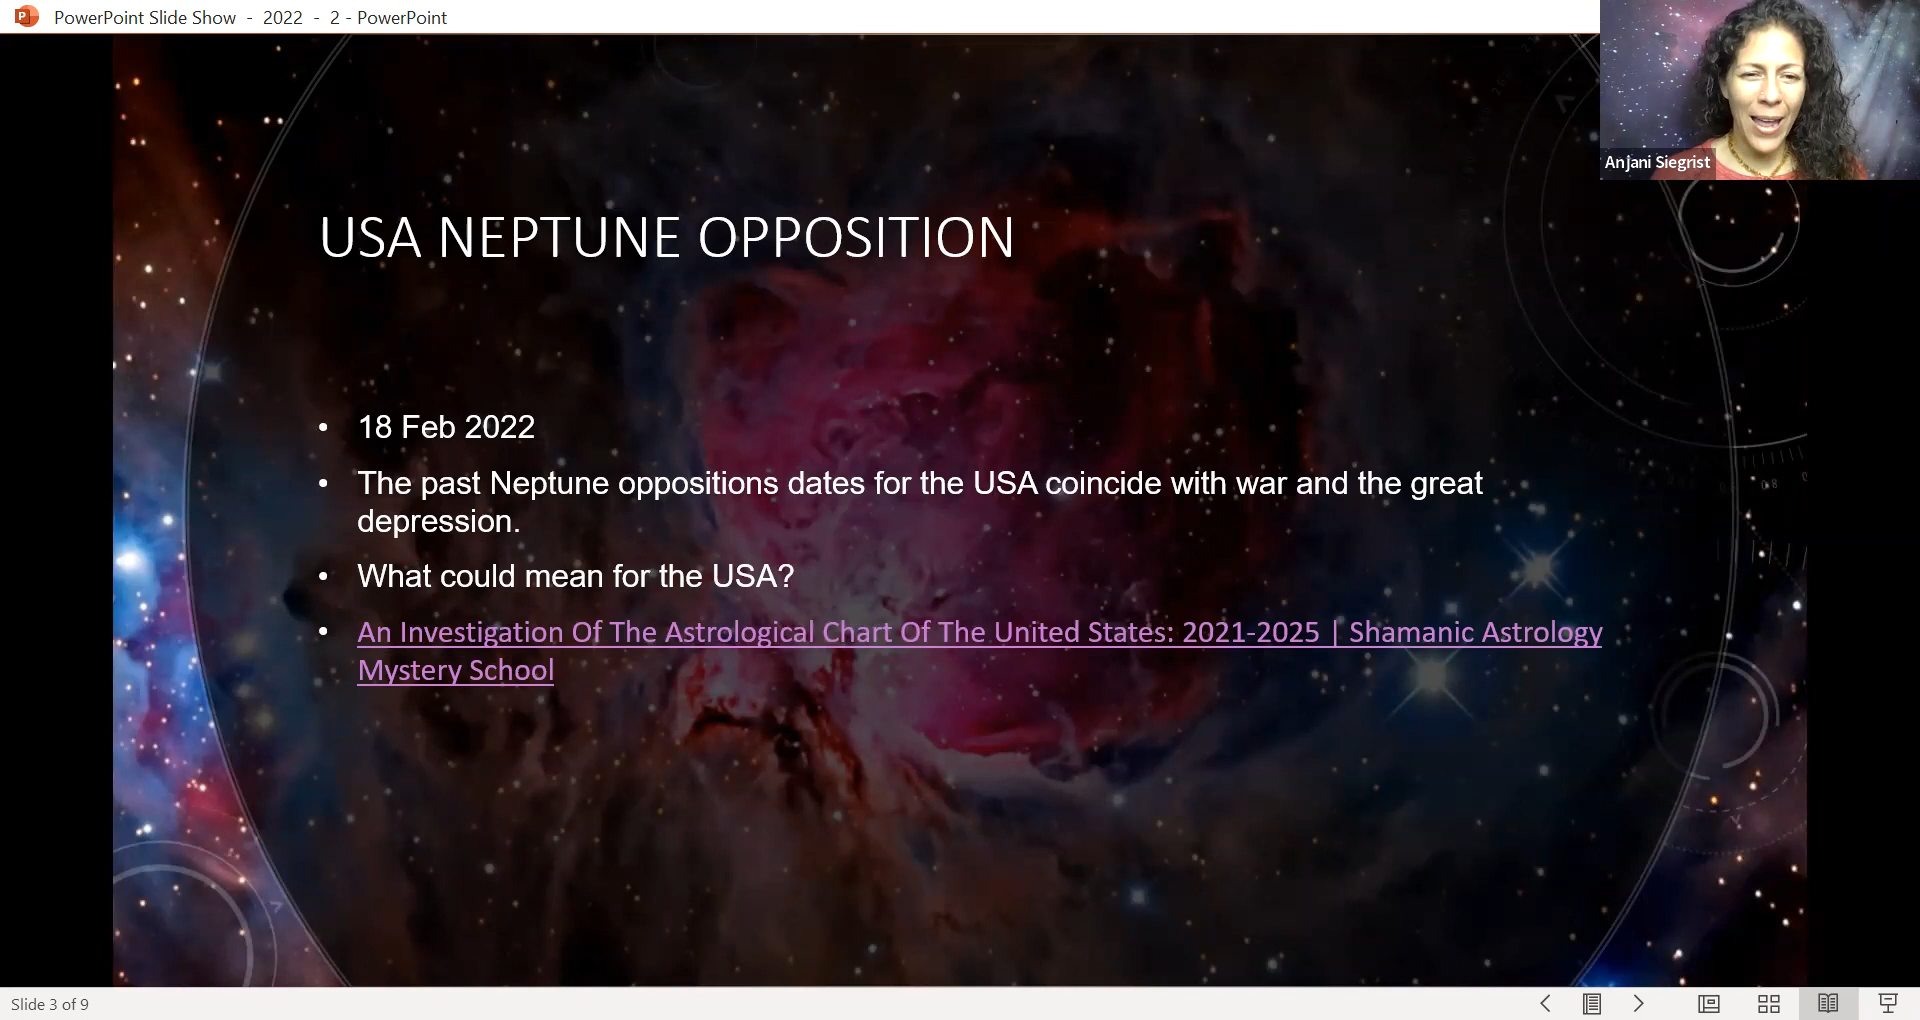 PowerPoint Slide Show - 2022 - 2 - PowerPoint
Anjani Siegrist
USA NEPTUNE OPPOSITION
• 18 Feb 2022
• The past Neptune oppositions dates for the USA coincide with war and the great
depression.
• What could mean for the USA?
• An Investigation Of The Astrological Chart Of The United States: 2021-2025 | Shamanic Astrology
Mystery School
Slide 3 of 9